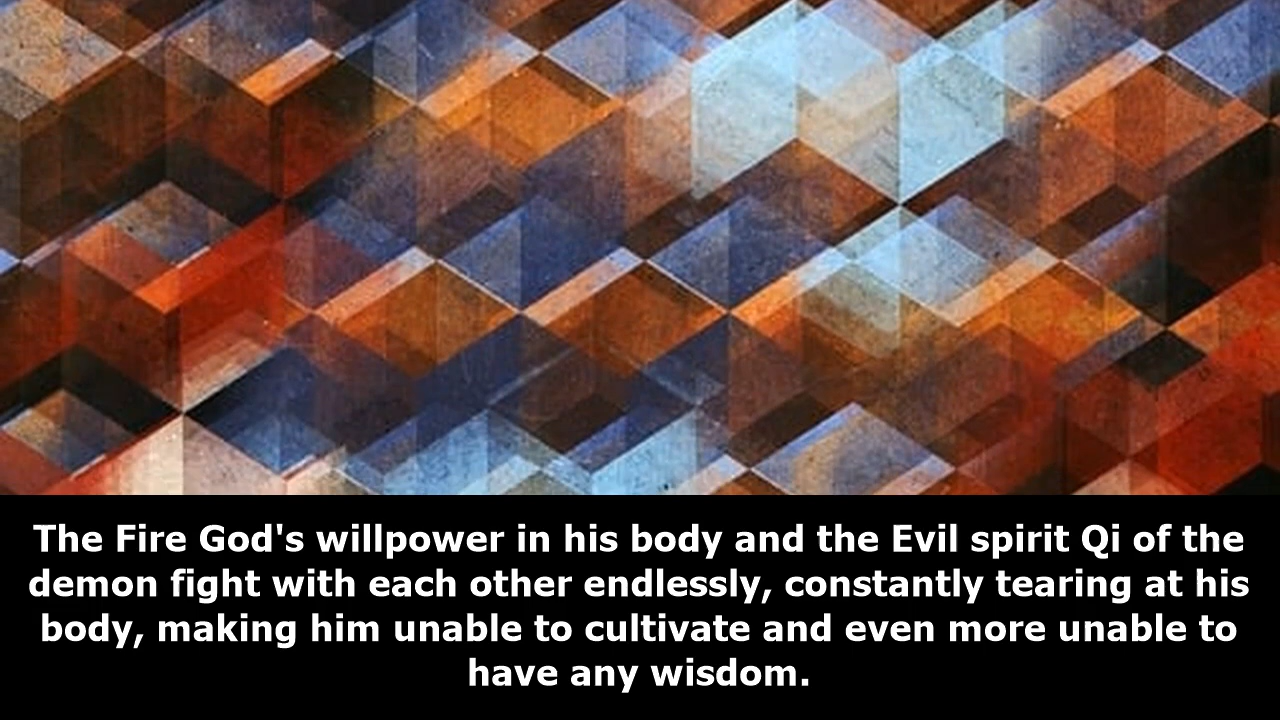 The Fire God's willpower in his body and the Evil spirit Qi of the
demon fight with each other endlessly, constantly tearing at his
body, making him unable to cultivate and even more unable to
have any wisdom.